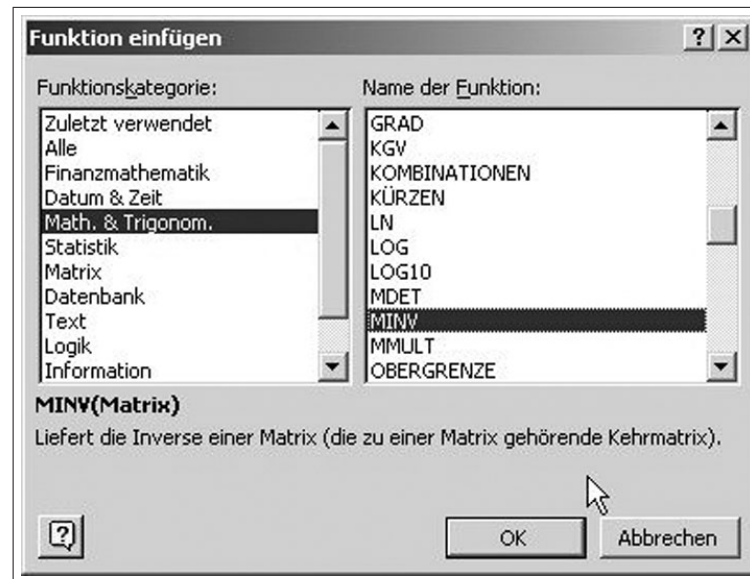 Funktion einfügen
Funktionskategorie:
Zuletzt verwendet
Alle
Finanzmathematik
Datum & Zeit
Math. & Trigonom.
Statistik
Matrix
Datenbank
Text
Logik
Information
Name der Funktion:
GRAD
KGV
KOMBINATIONEN
KÜRZEN
LN
LOG
LOG10
MDET
MINV
MMULT
OBERGRENZE
MINV(Matrix)
Liefert die Inverse einer Matrix (die zu einer Matrix gehörende Kehrmatrix).
OK
Abbrechen